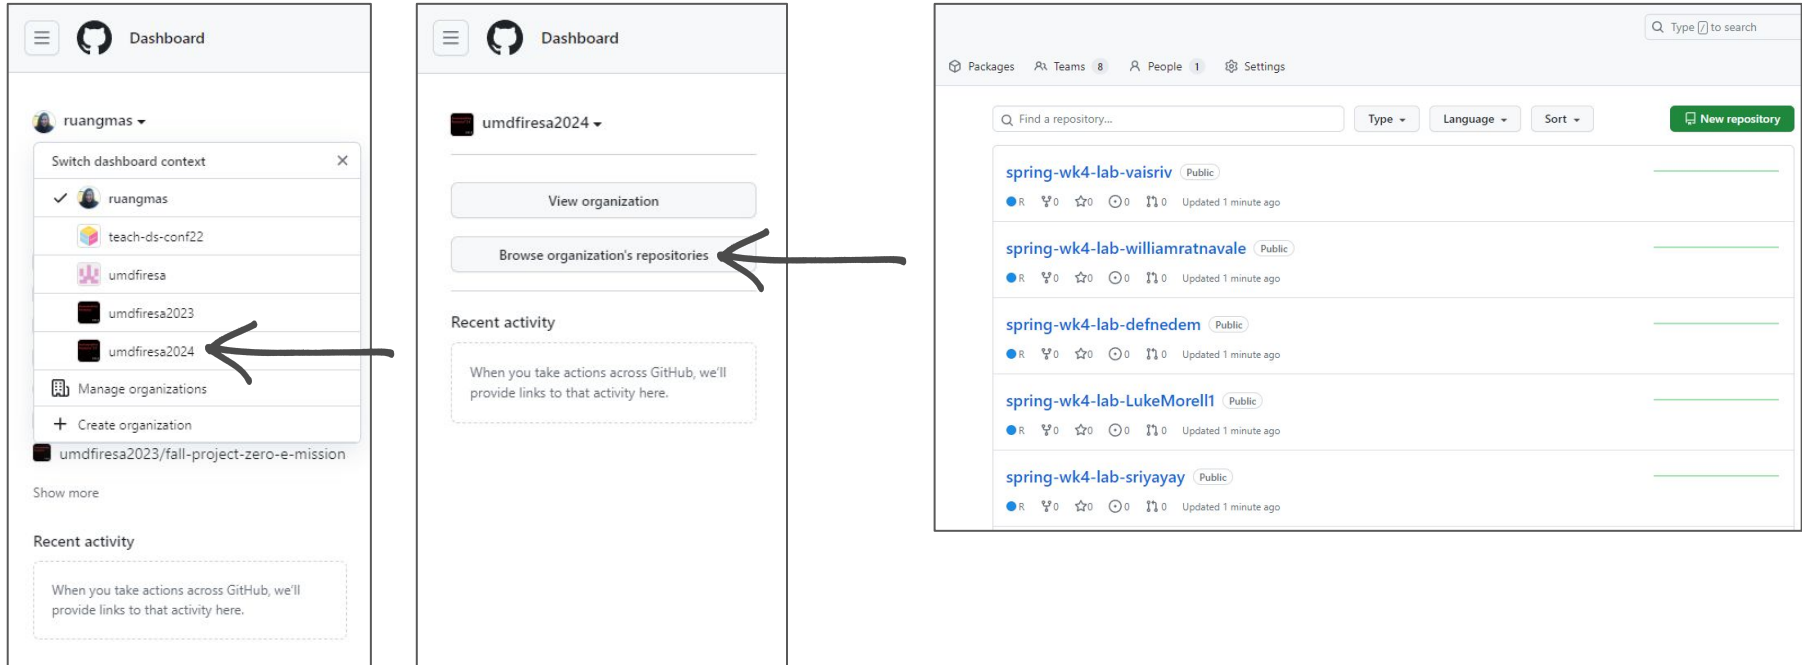 Dashboard
ruangmas
Switch dashboard context
ruangmas
teach-ds-conf22
umdfiresa
umdfiresa2023
umdfiresa2024
Manage organizations
Create organization
umdfiresa2023/fall-project-zero-e-mission
Show more
Recent activity
When you take actions across GitHub, we'll
provide links to that activity here.
Dashboard
umdfiresa2024
View organization
Browse organization's repositories
Recent activity
When you take actions across GitHub, we'll
provide links to that activity here.
Type / to search
Packages Teams 8 People 1 Settings
Find a repository... Type Language Sort New repository
spring-wk4-lab-vaisriv Public
R 0 0 0 0 Updated 1 minute ago
spring-wk4-lab-williamratnavale Public
R 0 0 0 0 Updated 1 minute ago
spring-wk4-lab-defnedem Public
R 0 0 0 0 Updated 1 minute ago
spring-wk4-lab-LukeMorell1 Public
R 0 0 0 0 Updated 1 minute ago
spring-wk4-lab-sriyayay Public
R 0 0 0 0 Updated 1 minute ago